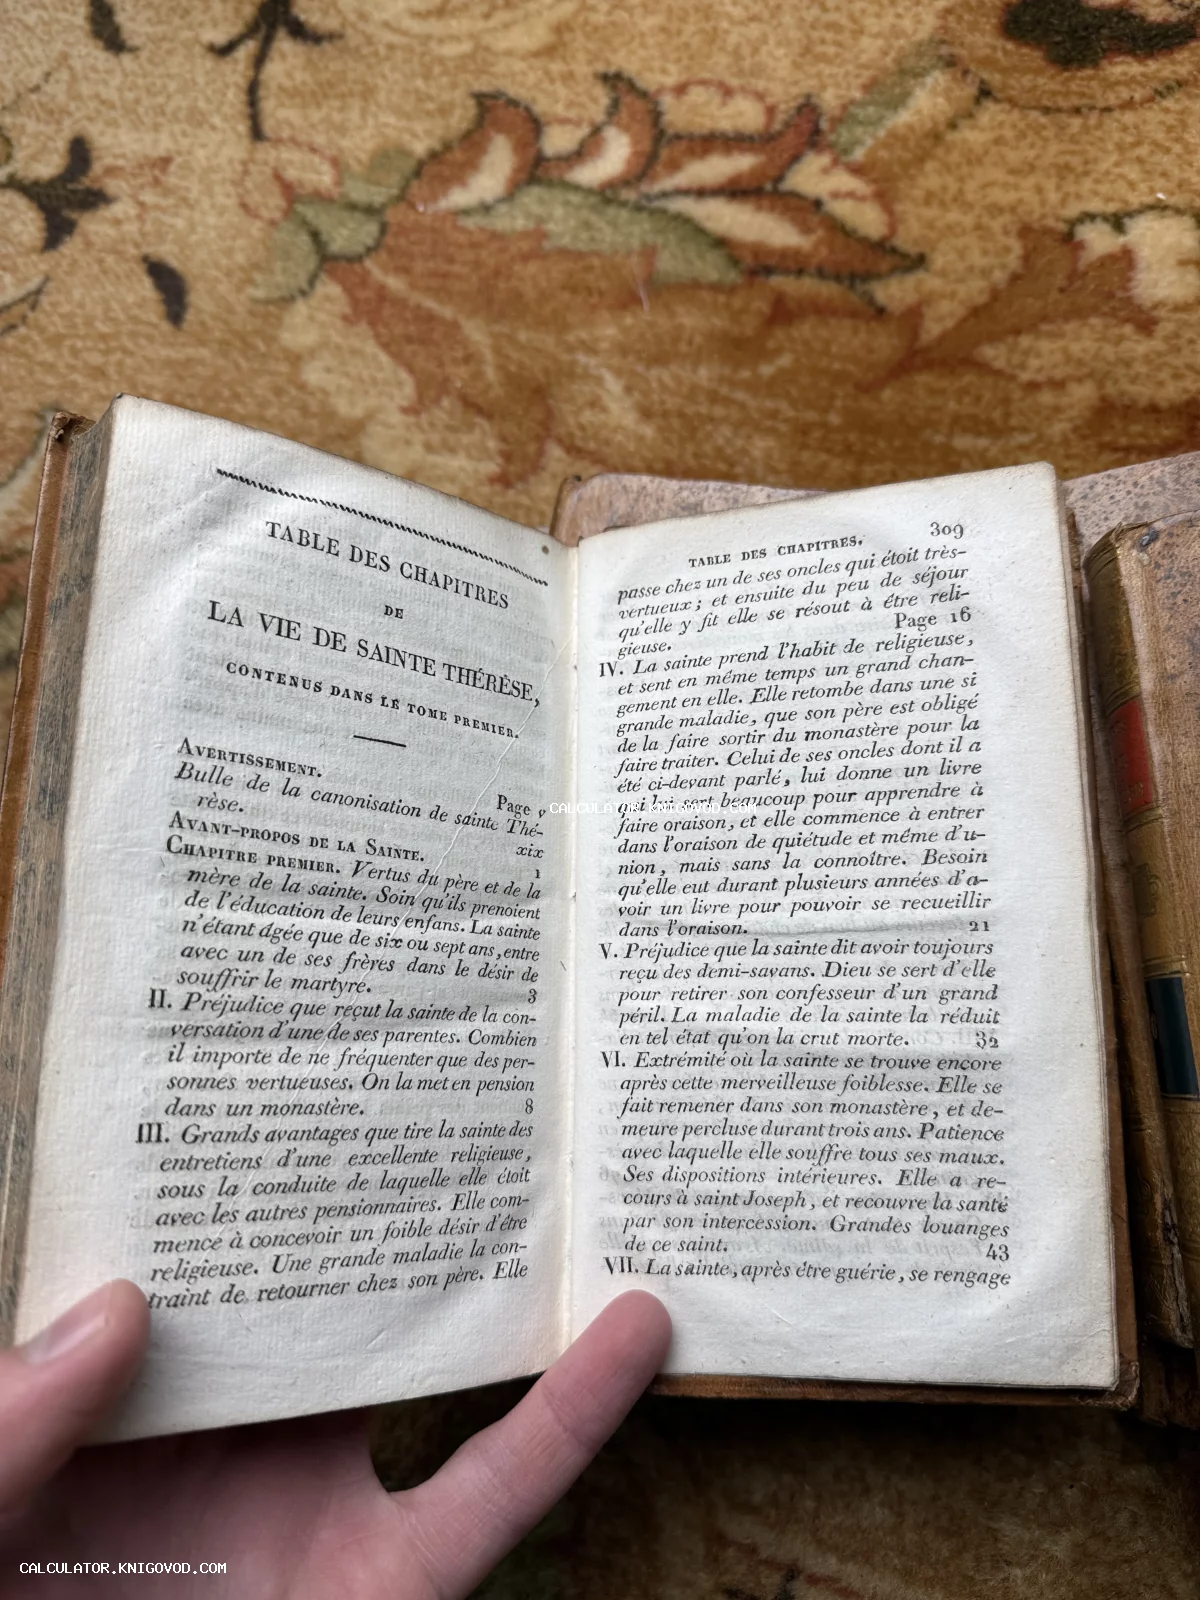 TABLE DES CHAPITRES
DE
LA VIE DE SAINTE THÉRÈSE,
CONTENUS DANS LE TOME PREMIER.
AVERTISSEMENT. Page v
Bulle de la canonisation de sainte Thé-
rèse. xix
AVANT-PROPOS DE LA SAINTE. 1
CHAPITRE PREMIER. Vertus du père et de la
mère de la sainte. Soin qu'ils prenoient
de l'éducation de leurs enfans. La sainte
n'étant âgée que de six ou sept ans, entre
avec un de ses frères dans le désir de
souffrir le martyre. 3
II. Préjudice que reçut la sainte de la con-
versation d'une de ses parentes. Combien
il importe de ne fréquenter que des per-
sonnes vertueuses. On la met en pension
dans un monastère. 8
III. Grands avantages que tire la sainte des
entretiens d'une excellente religieuse,
sous la conduite de laquelle elle étoit
avec les autres pensionnaires. Elle com-
mence à concevoir un foible désir d'être
religieuse. Une grande maladie la con-
traint de retourner chez son père. Elle
TABLE DES CHAPITRES. 309
passe chez un de ses oncles qui étoit très-
vertueux ; et ensuite du peu de séjour
qu'elle y fit elle se résout à être reli-
gieuse. Page 16
IV. La sainte prend l'habit de religieuse,
et sent en même temps un grand chan-
gement en elle. Elle retombe dans une si
grande maladie, que son père est obligé
de la faire sortir du monastère pour la
faire traiter. Celui de ses oncles dont il a
été ci-devant parlé, lui donne un livre
qui lui sert beaucoup pour apprendre à
faire oraison, et elle commence à entrer
dans l'oraison de quiétude et même d'u-
nion, mais sans la connoître. Besoin
qu'elle eut durant plusieurs années d'a-
voir un livre pour pouvoir se recueillir
dans l'oraison. 21
V. Préjudice que la sainte dit avoir toujours
reçu des demi-savans. Dieu se sert d'elle
pour retirer son confesseur d'un grand
péril. La maladie de la sainte la réduit
en tel état qu'on la crut morte. 32
VI. Extrémité où la sainte se trouve encore
après cette merveilleuse foiblesse. Elle se
fait remener dans son monastère, et de-
meure percluse durant trois ans. Patience
avec laquelle elle souffre tous ses maux.
Ses dispositions intérieures. Elle a re-
cours à saint Joseph, et recouvre la santé
par son intercession. Grandes louanges
de ce saint. 43
VII. La sainte, après être guérie, se rengage
CALCULATOR.KNIGOVOD.COM
CALCULATOR.KNIGOVOD.COM